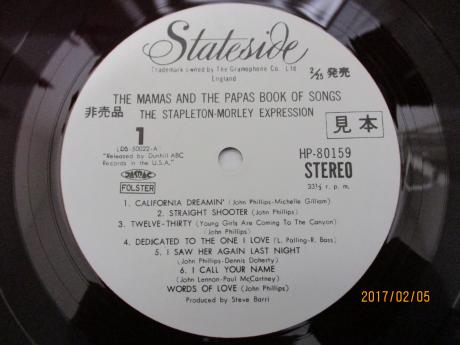 Stateside
Trademark owned by The Gramophone Co. Ltd
England
2/25 発売
THE MAMAS AND THE PAPAS BOOK OF SONGS
非売品 THE STAPLETON-MORLEY EXPRESSION
見本
1
LDS-50022-A
"Released by Dunhill ABC
Records in the U.S.A."
HP-80159
STEREO
33⅓ r. p. m.
JASRAC
FOLSTER
1. CALIFORNIA DREAMIN' (John Phillips-Michelle Gilliam)
2. STRAIGHT SHOOTER (John Phillips)
3. TWELVE-THIRTY (Young Girls Are Coming To The Canyon)
(John Phillips)
4. DEDICATED TO THE ONE I LOVE (L. Palling-R. Bass)
5. I SAW HER AGAIN LAST NIGHT
(John Phillips-Dennis Doherty)
6. I CALL YOUR NAME
(John Lennon-Paul McCartney)
WORDS OF LOVE (John Phillips)
Produced by Steve Barri
2017/02/05